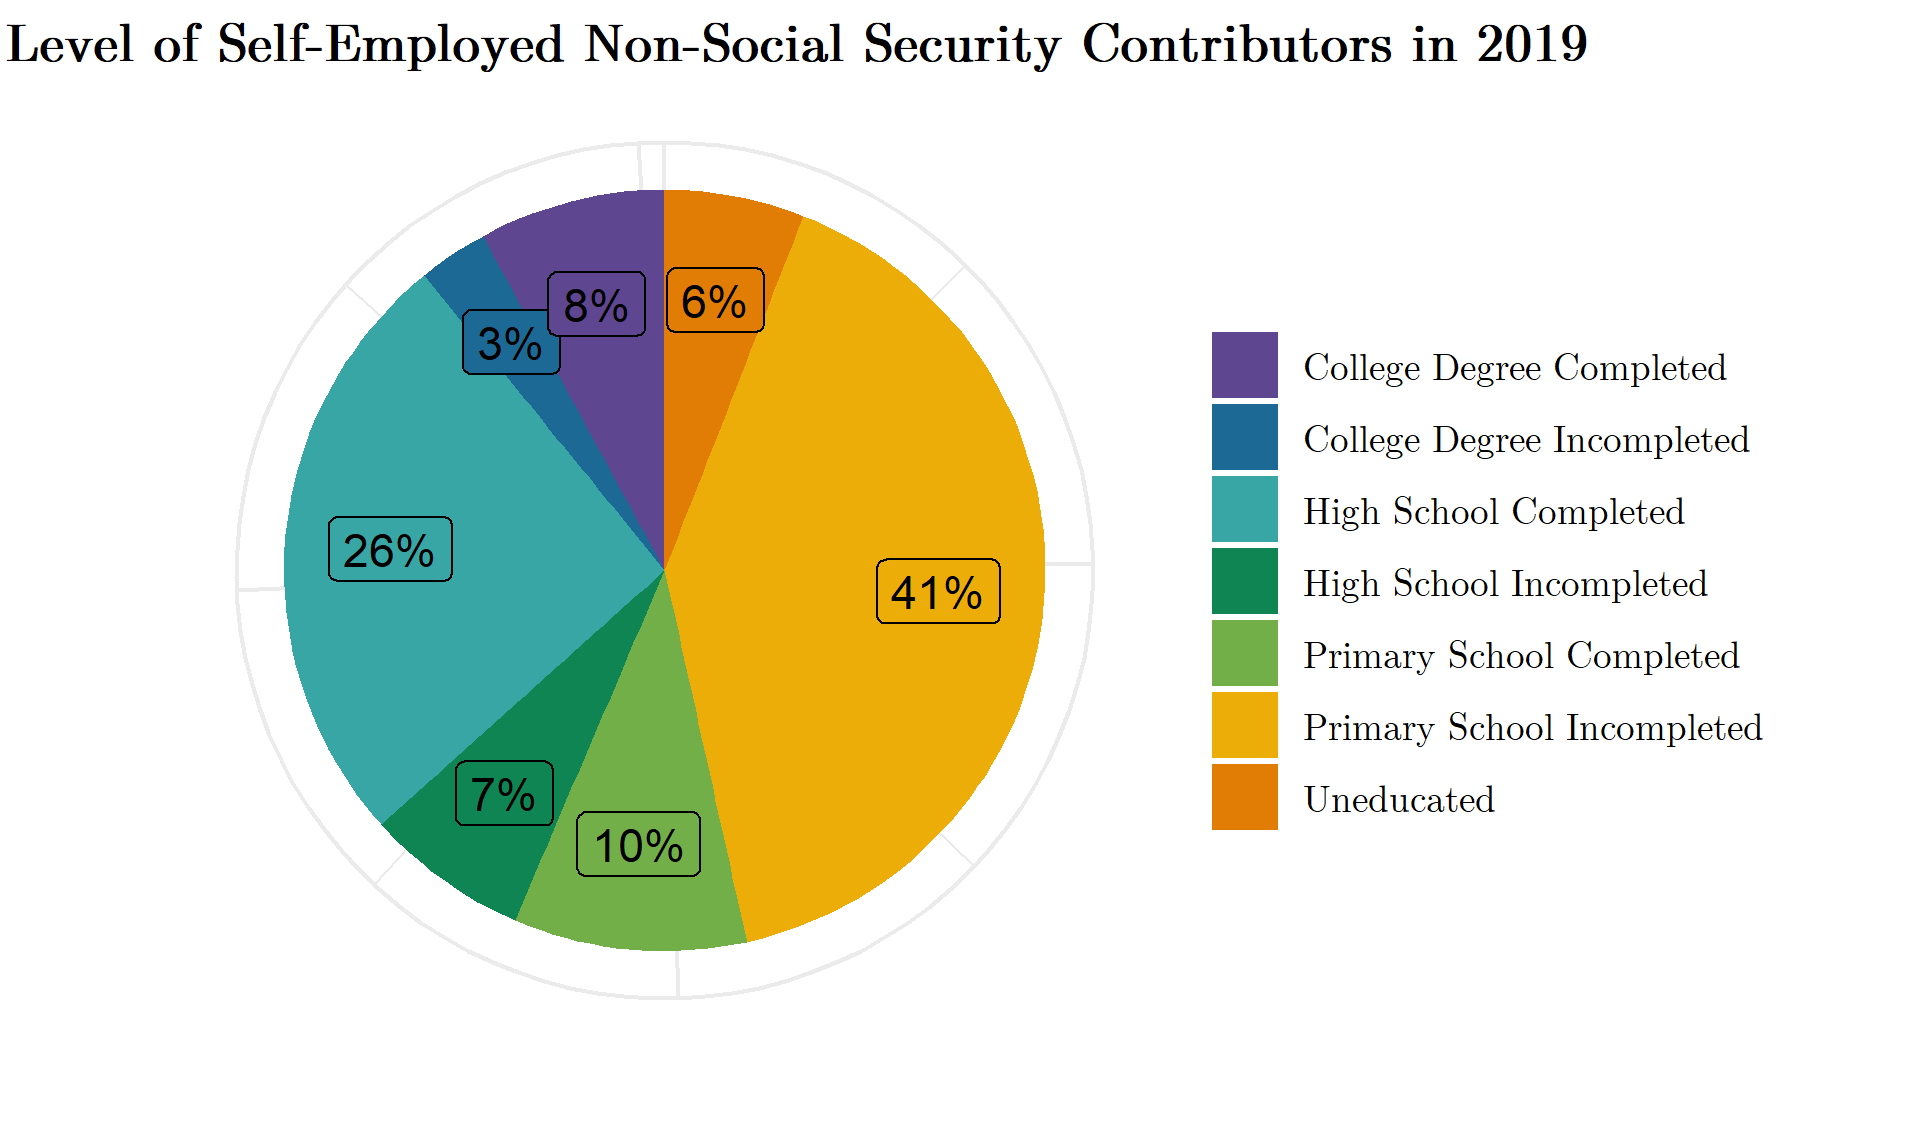 Level of Self-Employed Non-Social Security Contributors in 2019
8%
6%
3%
26%
41%
7%
10%
College Degree Completed
College Degree Incompleted
High School Completed
High School Incompleted
Primary School Completed
Primary School Incompleted
Uneducated